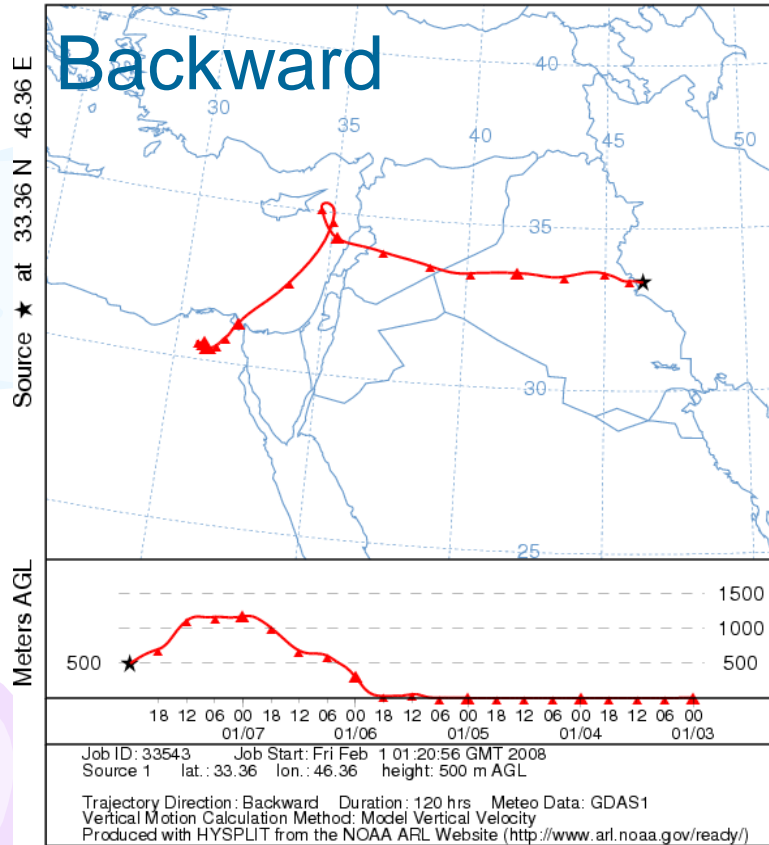 Backward
Source ★ at 33.36 N 46.36 E
40
30
35
40
45
50
35
30
25
Meters AGL
1500
1000
500
500
18 12 06 00 18 12 06 00 18 12 06 00 18 12 06 00 18 12 06 00
01/07 01/06 01/05 01/04 01/03
Job ID: 33543 Job Start: Fri Feb 1 01:20:56 GMT 2008
Source 1 lat.: 33.36 lon.: 46.36 height: 500 m AGL
Trajectory Direction: Backward Duration: 120 hrs Meteo Data: GDAS1
Vertical Motion Calculation Method: Model Vertical Velocity
Produced with HYSPLIT from the NOAA ARL Website (http://www.arl.noaa.gov/ready/)